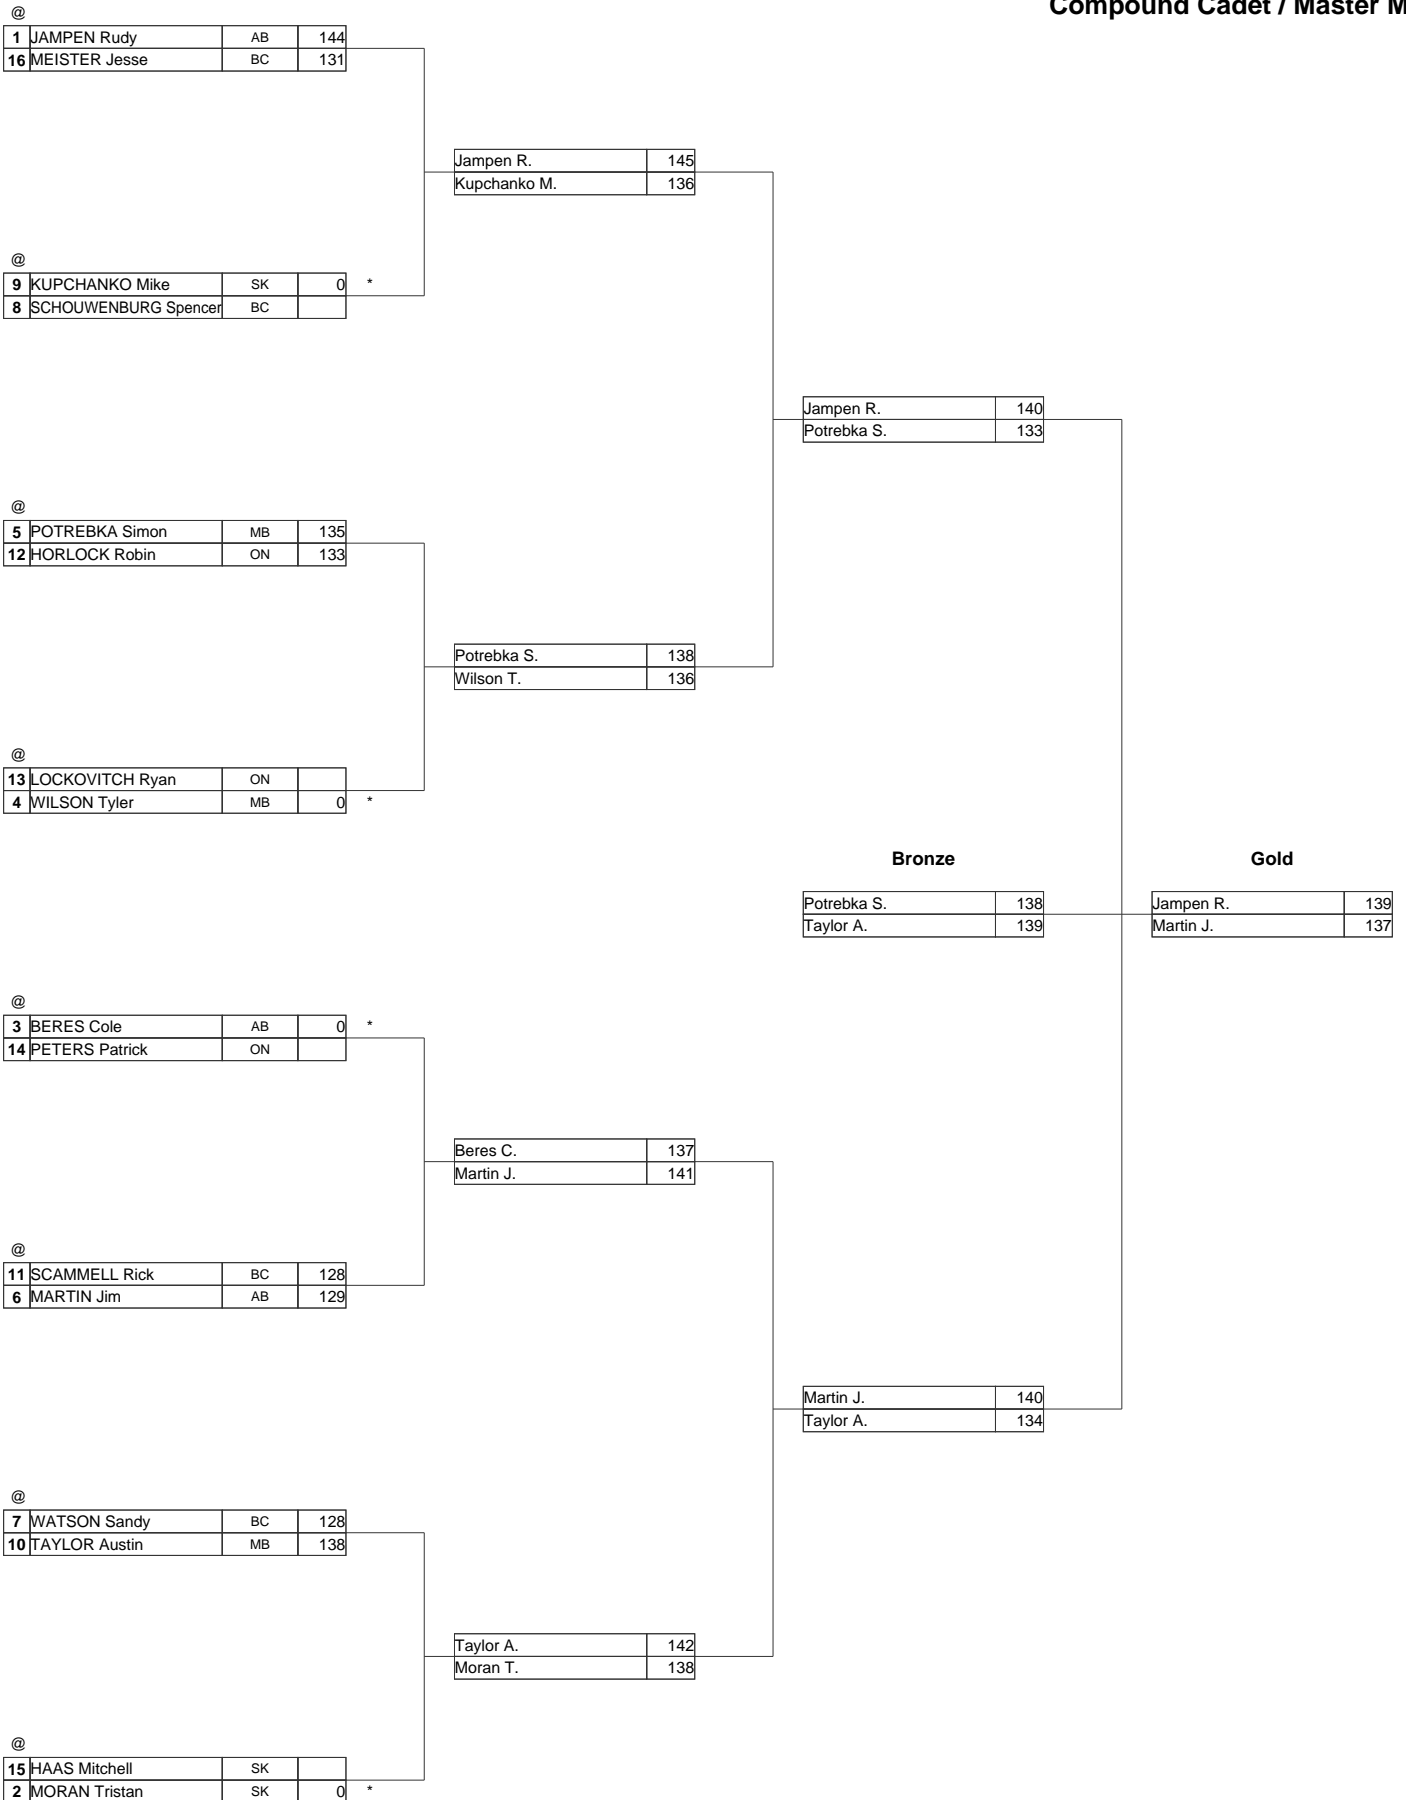 Compound Cadet / Master M
@
1 JAMPEN Rudy AB 144
16 MEISTER Jesse BC 131
Jampen R. 145
Kupchanko M. 136
@
9 KUPCHANKO Mike SK 0 *
8 SCHOUWENBURG Spencer BC
Jampen R. 140
Potrebka S. 133
@
5 POTREBKA Simon MB 135
12 HORLOCK Robin ON 133
Potrebka S. 138
Wilson T. 136
@
13 LOCKOVITCH Ryan ON
4 WILSON Tyler MB 0 *
Bronze Gold
Potrebka S. 138 Jampen R. 139
Taylor A. 139 Martin J. 137
@
3 BERES Cole AB 0 *
14 PETERS Patrick ON
Beres C. 137
Martin J. 141
@
11 SCAMMELL Rick BC 128
6 MARTIN Jim AB 129
Martin J. 140
Taylor A. 134
@
7 WATSON Sandy BC 128
10 TAYLOR Austin MB 138
Taylor A. 142
Moran T. 138
@
15 HAAS Mitchell SK
2 MORAN Tristan SK 0 *